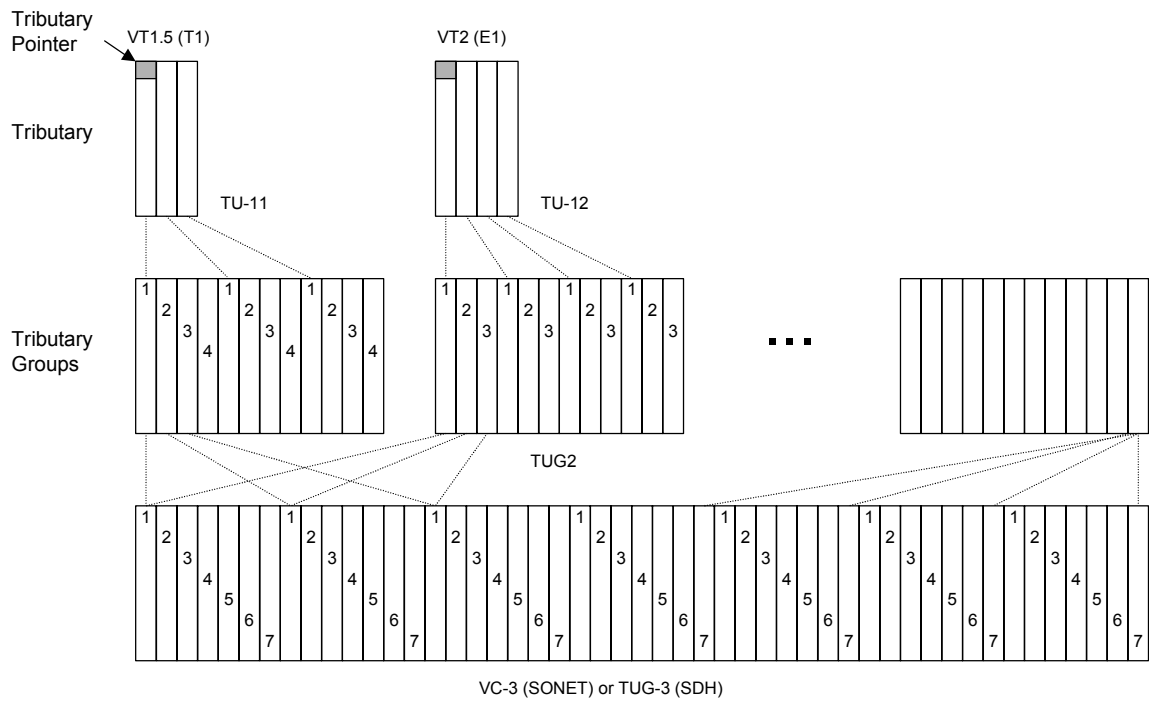 Tributary
Pointer
VT1.5 (T1)
VT2 (E1)
Tributary
TU-11
TU-12
1 1 1
2 2 2
3 3 3
4 4 4
1 1 1 1
2 2 2 2
3 3 3 3
Tributary
Groups
...
TUG2
1 1 1 1 1 1 1
2 2 2 2 2 2 2
3 3 3 3 3 3 3
4 4 4 4 4 4 4
5 5 5 5 5 5 5
6 6 6 6 6 6 6
7 7 7 7 7 7 7
VC-3 (SONET) or TUG-3 (SDH)